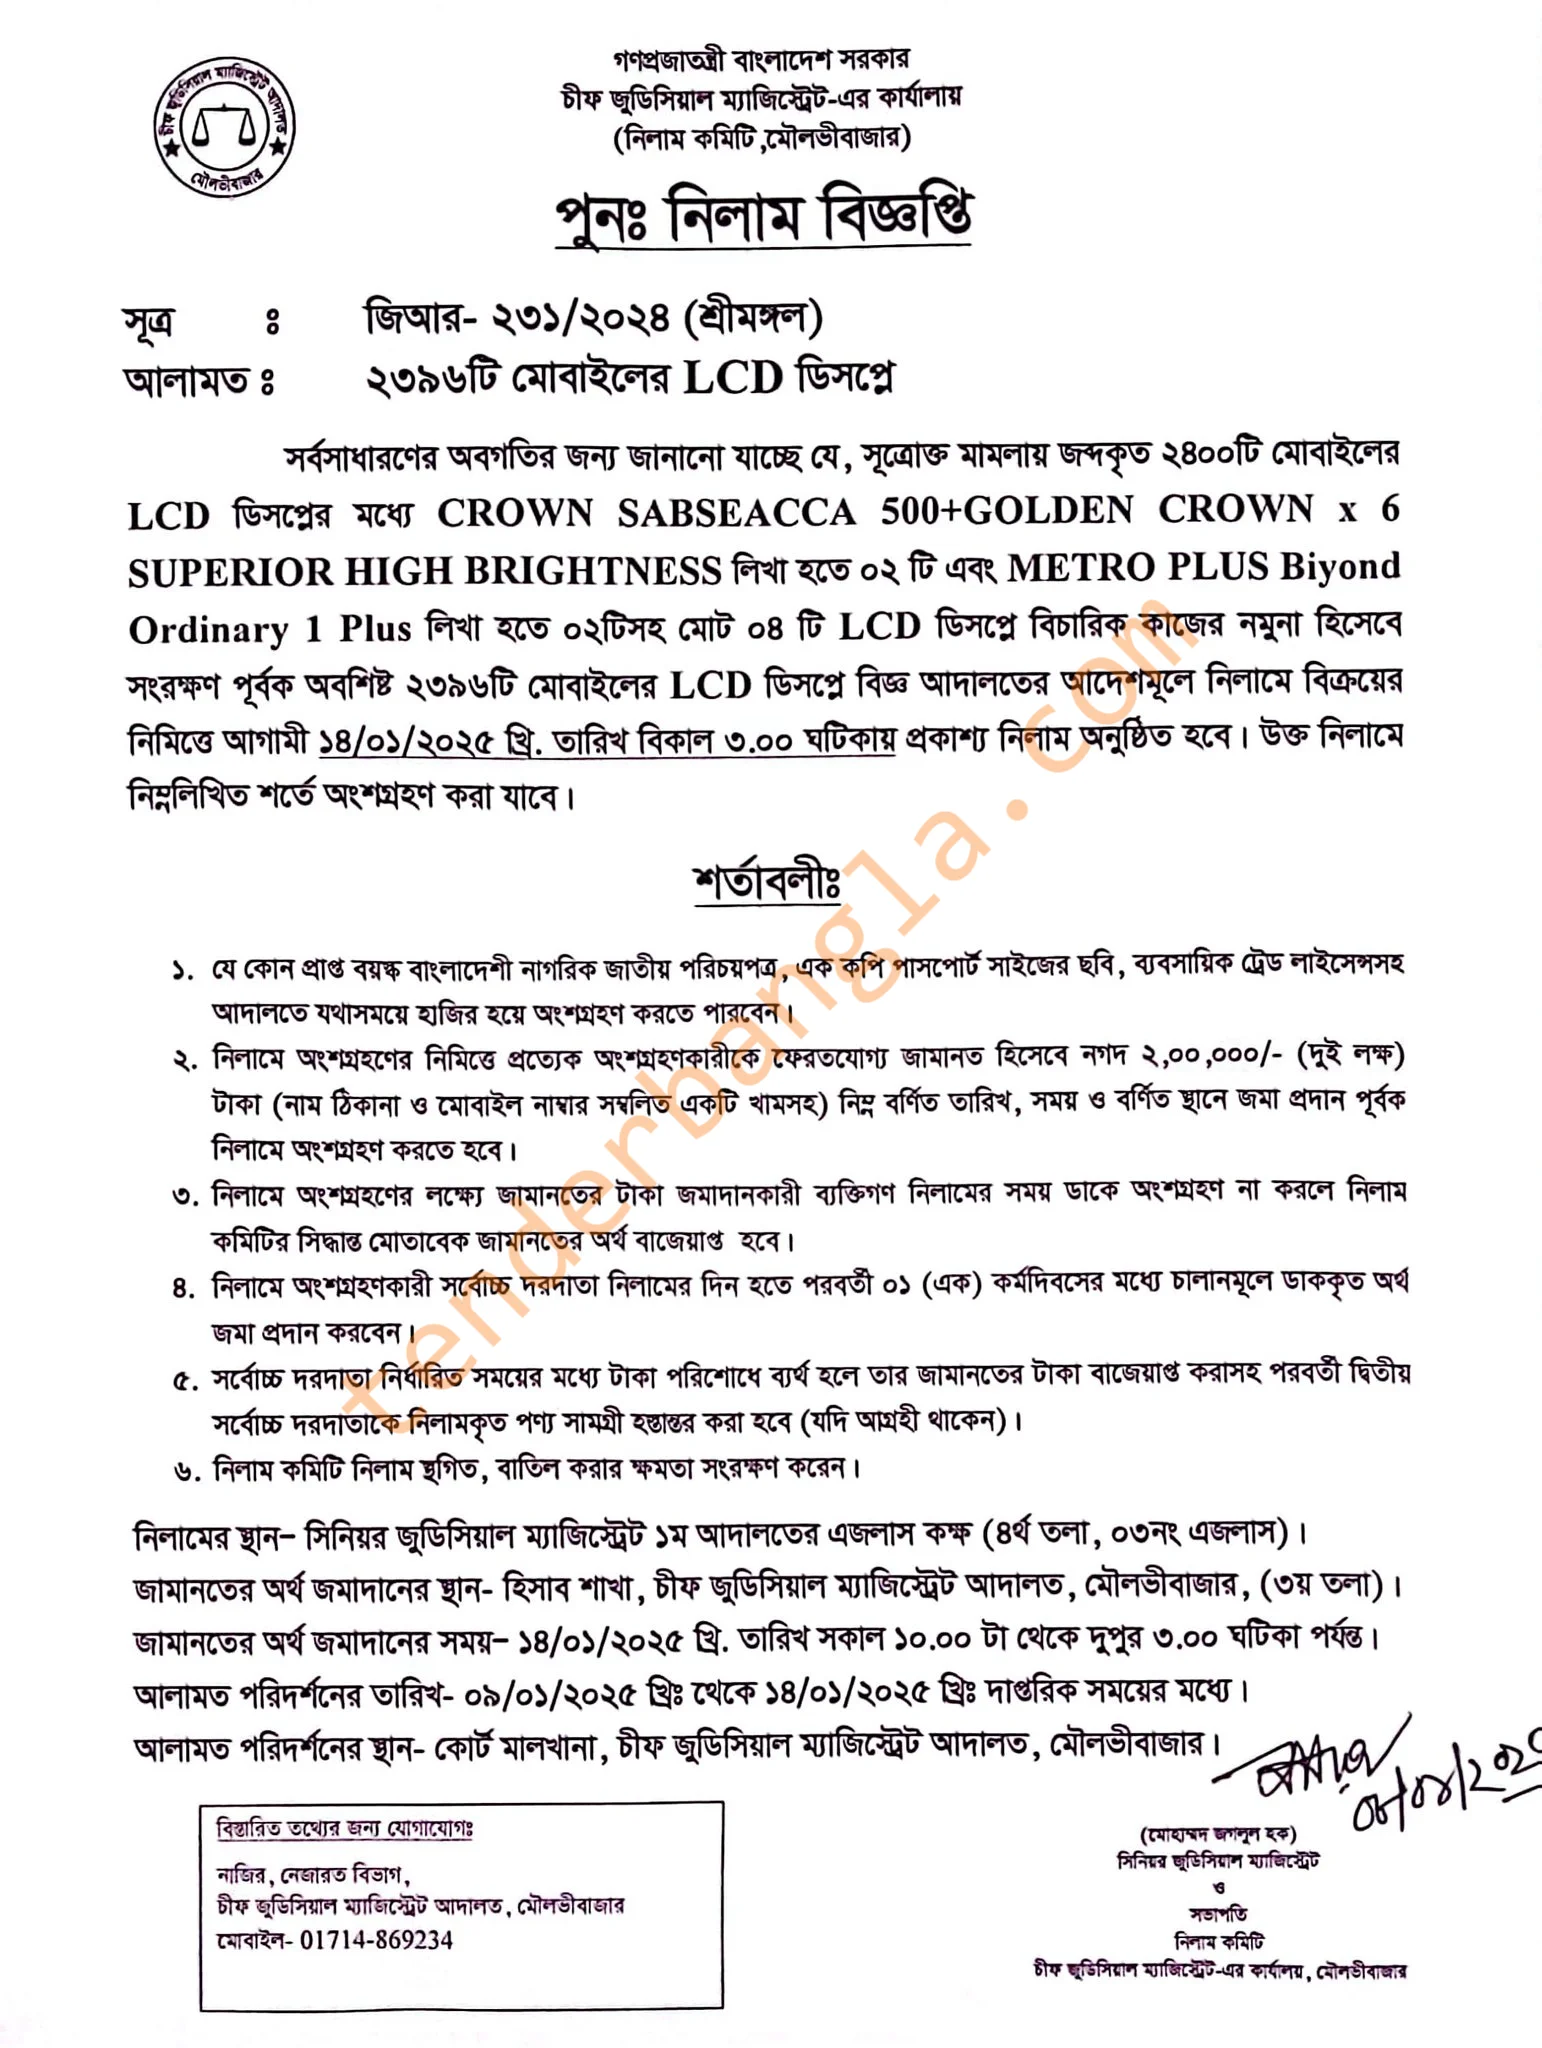 গণপ্রজাতন্ত্রী বাংলাদেশ সরকার
চীফ জুডিসিয়াল ম্যাজিস্ট্রেট-এর কার্যালায়
(নিলাম কমিটি,মৌলভীবাজার)
চীফ জুডিসিয়াল ম্যাজিস্ট্রেট আদালত
মৌলভীবাজার
পুনঃ নিলাম বিজ্ঞপ্তি
সূত্র : জিআর- ২৩১/২০২৪ (শ্রীমঙ্গল)
আলামত : ২৩৯৬টি মোবাইলের LCD ডিসপ্লে
সর্বসাধারণের অবগতির জন্য জানানো যাচ্ছে যে, সূত্রোক্ত মামলায় জব্দকৃত ২৪০০টি মোবাইলের
LCD ডিসপ্লের মধ্যে CROWN SABSEACCA 500+GOLDEN CROWN x 6
SUPERIOR HIGH BRIGHTNESS লিখা হতে ০২ টি এবং METRO PLUS Biyond
Ordinary 1 Plus লিখা হতে ০২টিসহ মোট ০৪ টি LCD ডিসপ্লে বিচারিক কাজের নমুনা হিসেবে
সংরক্ষণ পূর্বক অবশিষ্ট ২৩৯৬টি মোবাইলের LCD ডিসপ্লে বিজ্ঞ আদালতের আদেশমূলে নিলামে বিক্রয়ের
নিমিত্তে আগামী ১৪/০১/২০২৫ খ্রি. তারিখ বিকাল ৩.০০ ঘটিকায় প্রকাশ্য নিলাম অনুষ্ঠিত হবে। উক্ত নিলামে
নিম্নলিখিত শর্তে অংশগ্রহণ করা যাবে।
শর্তাবলীঃ
১. যে কোন প্রাপ্ত বয়স্ক বাংলাদেশী নাগরিক জাতীয় পরিচয়পত্র, এক কপি পাসপোর্ট সাইজের ছবি, ব্যবসায়িক ট্রেড লাইসেন্সসহ
আদালতে যথাসময়ে হাজির হয়ে অংশগ্রহণ করতে পারবেন।
২. নিলামে অংশগ্রহণের নিমিত্তে প্রত্যেক অংশগ্রহণকারীকে ফেরতযোগ্য জামানত হিসেবে নগদ ২,০০,০০০/- (দুই লক্ষ)
টাকা (নাম ঠিকানা ও মোবাইল নাম্বার সম্বলিত একটি খামসহ) নিম্ন বর্ণিত তারিখ, সময় ও বর্ণিত স্থানে জমা প্রদান পূর্বক
নিলামে অংশগ্রহণ করতে হবে।
৩. নিলামে অংশগ্রহণের লক্ষ্যে জামানতের টাকা জমাদানকারী ব্যক্তিগণ নিলামের সময় ডাকে অংশগ্রহণ না করলে নিলাম
কমিটির সিদ্ধান্ত মোতাবেক জামানতের অর্থ বাজেয়াপ্ত হবে।
৪. নিলামে অংশগ্রহণকারী সর্বোচ্চ দরদাতা নিলামের দিন হতে পরবর্তী ০১ (এক) কর্মদিবসের মধ্যে চালানমূলে ডাককৃত অর্থ
জমা প্রদান করবেন।
৫. সর্বোচ্চ দরদাতা নির্ধারিত সময়ের মধ্যে টাকা পরিশোধে ব্যর্থ হলে তার জামানতের টাকা বাজেয়াপ্ত করাসহ পরবর্তী দ্বিতীয়
সর্বোচ্চ দরদাতাকে নিলামকৃত পণ্য সামগ্রী হস্তান্তর করা হবে (যদি আগ্রহী থাকেন)।
৬. নিলাম কমিটি নিলাম স্থগিত, বাতিল করার ক্ষমতা সংরক্ষণ করেন।
নিলামের স্থান– সিনিয়র জুডিসিয়াল ম্যাজিস্ট্রেট ১ম আদালতের এজলাস কক্ষ (৪র্থ তলা, ০৩নং এজলাস)।
জামানতের অর্থ জমাদানের স্থান- হিসাব শাখা, চীফ জুডিসিয়াল ম্যাজিস্ট্রেট আদালত, মৌলভীবাজার, (৩য় তলা)।
জামানতের অর্থ জমাদানের সময়– ১৪/০১/২০২৫ খ্রি. তারিখ সকাল ১০.০০ টা থেকে দুপুর ৩.০০ ঘটিকা পর্যন্ত।
আলামত পরিদর্শনের তারিখ- ০৯/০১/২০২৫ খ্রিঃ থেকে ১৪/০১/২০২৫ খ্রিঃ দাপ্তরিক সময়ের মধ্যে।
আলামত পরিদর্শনের স্থান- কোর্ট মালখানা, চীফ জুডিসিয়াল ম্যাজিস্ট্রেট আদালত, মৌলভীবাজার।
বিস্তারিত তথ্যের জন্য যোগাযোগঃ
নাজির, নেজারত বিভাগ,
চীফ জুডিসিয়াল ম্যাজিস্ট্রেট আদালত, মৌলভীবাজার
মোবাইল- 01714-869234
(মোহাম্মদ জগলুল হক)
সিনিয়র জুডিসিয়াল ম্যাজিস্ট্রেট
ও
সভাপতি
নিলাম কমিটি
চীফ জুডিসিয়াল ম্যাজিস্ট্রেট-এর কার্যালয়, মৌলভীবাজার
tenderbangla.com